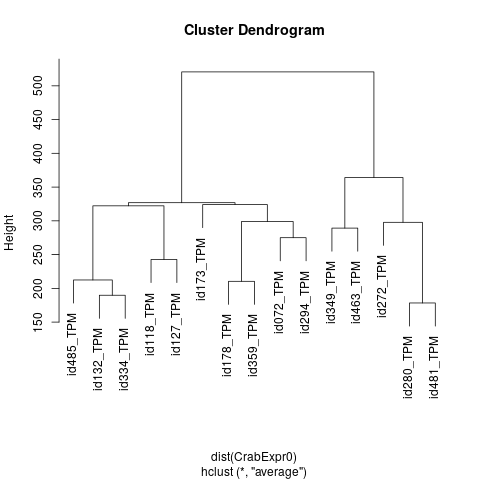 Cluster Dendrogram
Height
500
450
400
350
300
250
200
150
id485_TPM
id132_TPM
id334_TPM
id118_TPM
id127_TPM
id173_TPM
id178_TPM
id359_TPM
id072_TPM
id294_TPM
id349_TPM
id463_TPM
id272_TPM
id280_TPM
id481_TPM
dist(CrabExpr0)
hclust (*, "average")